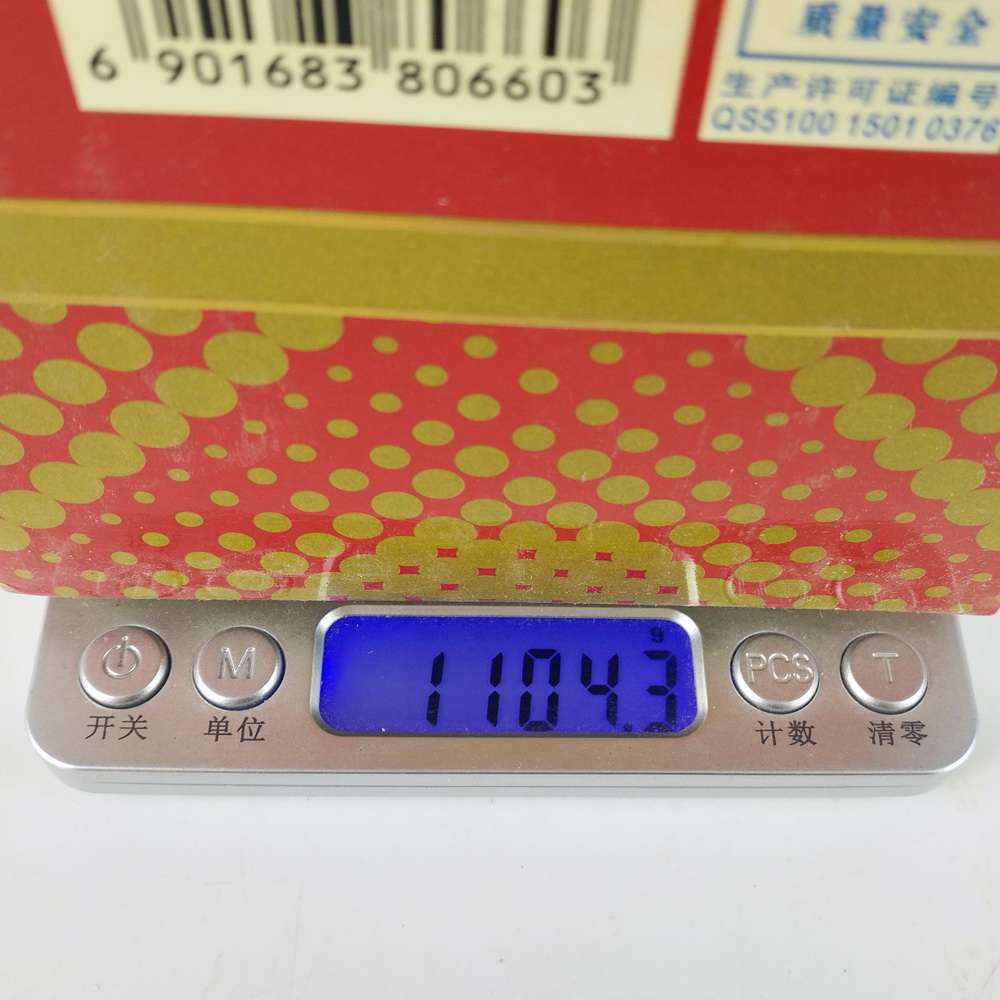 6 901683 806603
质量安全
生产许可证编号
QS5100 1501 0376
g
1104.3
M
PCS
T
开关
单位
计数
清零